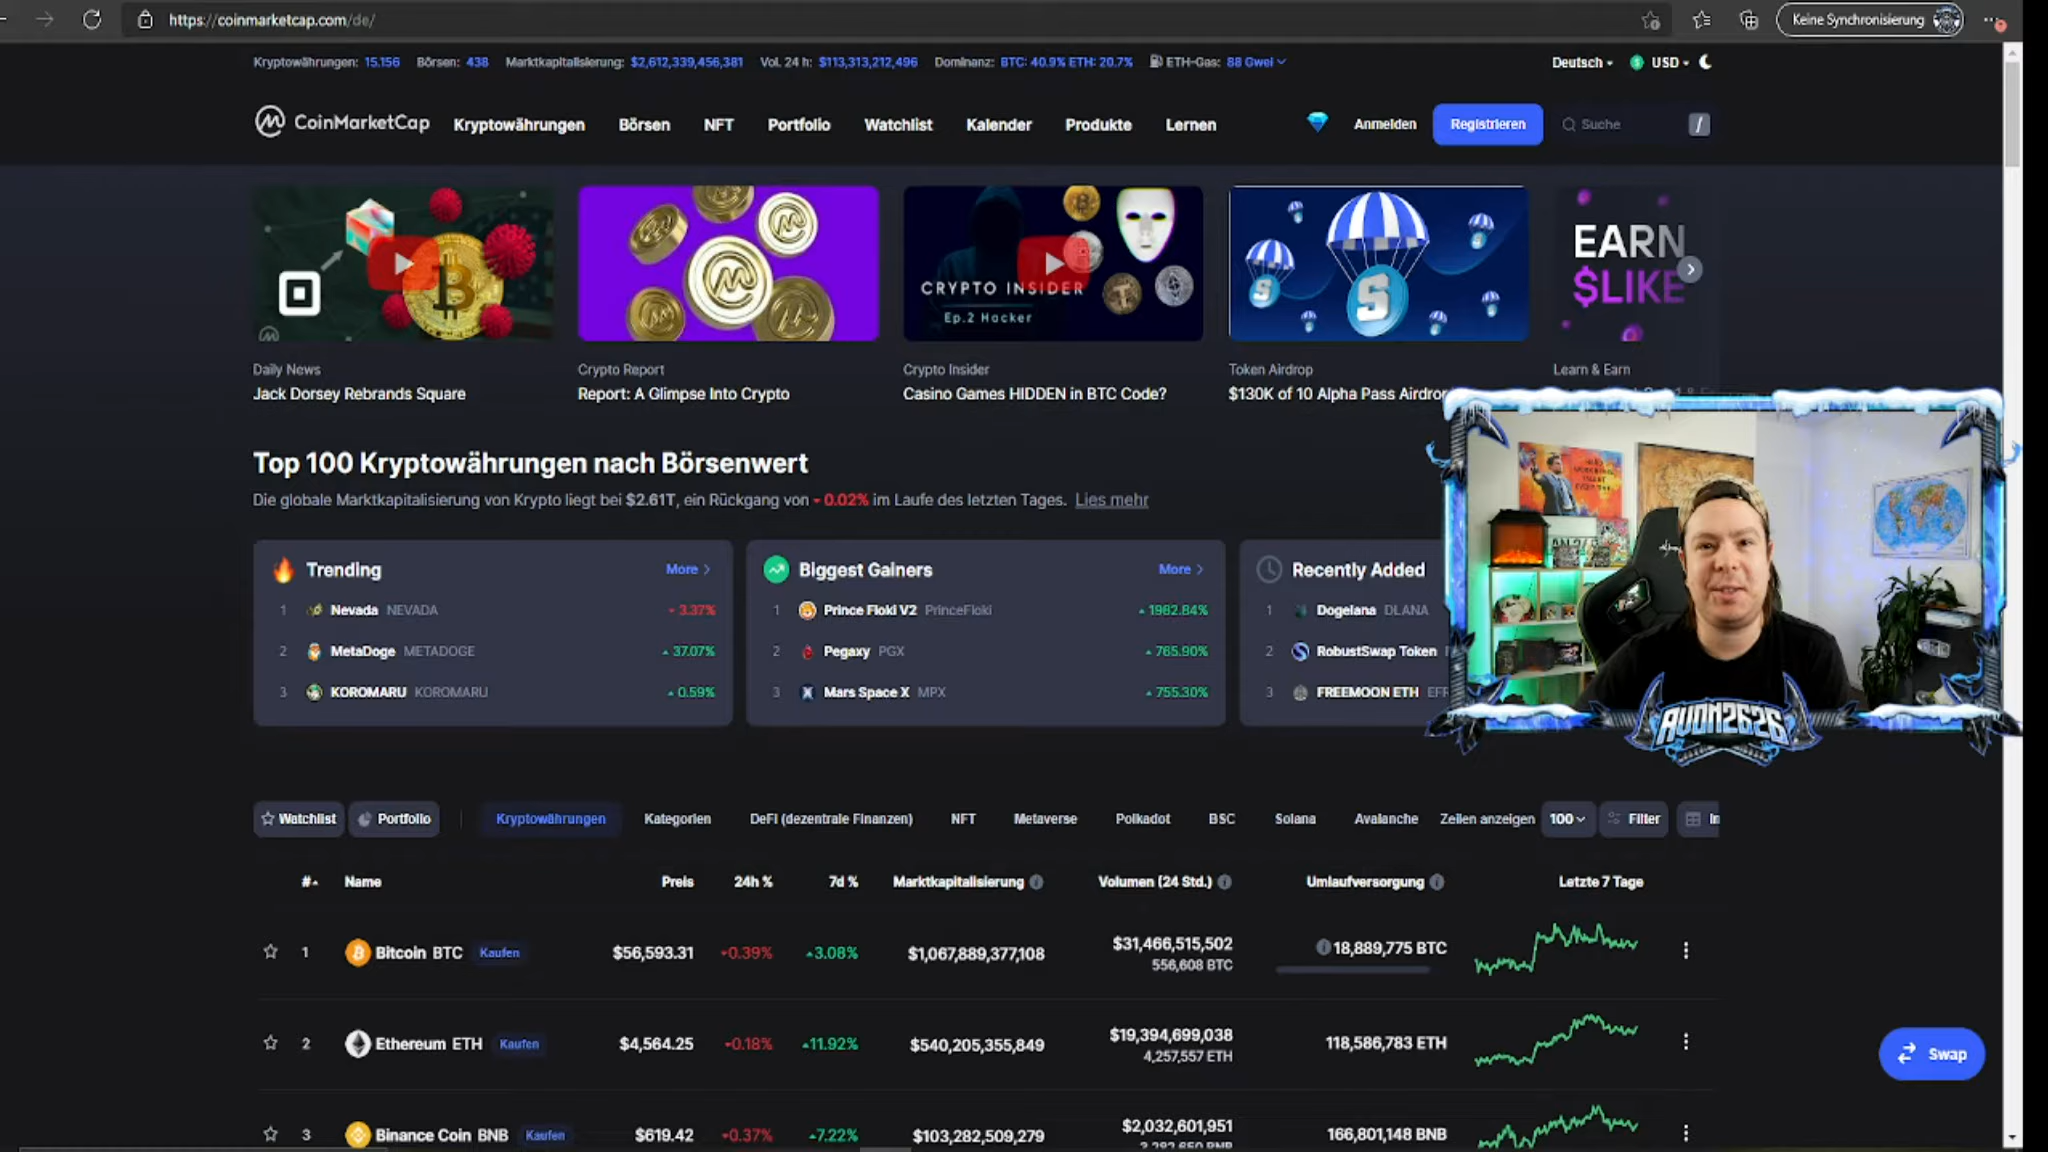 https://coinmarketcap.com/de/
Keine Synchronisierung
Kryptowährungen: 15.156 Börsen: 438 Marktkapitalisierung: $2,612,339,456,381 Vol. 24 h: $113,313,212,496 Dominanz: BTC: 40.9% ETH: 20.7% ETH-Gas: 88 Gwei
Deutsch USD
CoinMarketCap Kryptowährungen Börsen NFT Portfolio Watchlist Kalender Produkte Lernen Anmelden Registrieren Suche /
CRYPTO INSIDER
Ep.2 Hacker
EARN
$LIKE
Daily News
Jack Dorsey Rebrands Square
Crypto Report
Report: A Glimpse Into Crypto
Crypto Insider
Casino Games HIDDEN in BTC Code?
Token Airdrop
$130K of 10 Alpha Pass Airdrop
Learn & Earn
Top 100 Kryptowährungen nach Börsenwert
Die globale Marktkapitalisierung von Krypto liegt bei $2.61T, ein Rückgang von 0.02% im Laufe des letzten Tages. Lies mehr
Trending More
1 Nevada NEVADA 3.37%
2 MetaDoge METADOGE 37.07%
3 KOROMARU KOROMARU 0.59%
Biggest Gainers More
1 Prince Floki V2 PrinceFloki 1982.84%
2 Pegaxy PGX 765.90%
3 Mars Space X MPX 755.30%
Recently Added
1 Dogelana DLANA
2 RobustSwap Token
3 FREEMOON ETH EFR
AVON2626
Watchlist Portfolio Kryptowährungen Kategorien DeFi (dezentrale Finanzen) NFT Metaverse Polkadot BSC Solana Avalanche Zeilen anzeigen 100 Filter
# Name Preis 24h % 7d % Marktkapitalisierung Volumen (24 Std.) Umlaufversorgung Letzte 7 Tage
1 Bitcoin BTC Kaufen $56,593.31 0.39% 3.08% $1,067,889,377,108 $31,466,515,502 18,889,775 BTC
556,608 BTC
2 Ethereum ETH Kaufen $4,564.25 0.18% 11.92% $540,205,355,849 $19,394,699,038 118,586,783 ETH
4,257,557 ETH
Swap
3 Binance Coin BNB Kaufen $619.42 0.37% 7.22% $103,282,509,279 $2,032,601,951 166,801,148 BNB